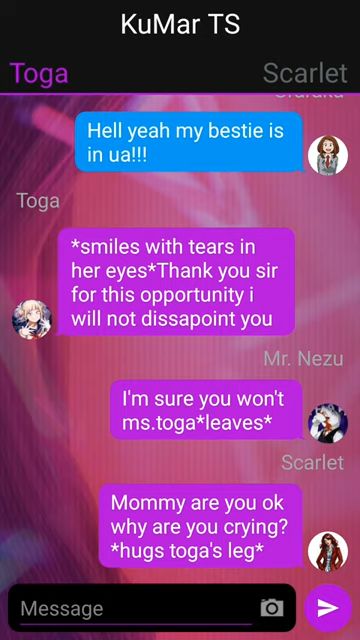 KuMar TS
Toga Scarlet
Hell yeah my bestie is
in ua!!!
Toga
*smiles with tears in
her eyes*Thank you sir
for this opportunity i
will not dissapoint you
Mr. Nezu
I'm sure you won't
ms.toga*leaves*
Scarlet
Mommy are you ok
why are you crying?
*hugs toga's leg*
Message